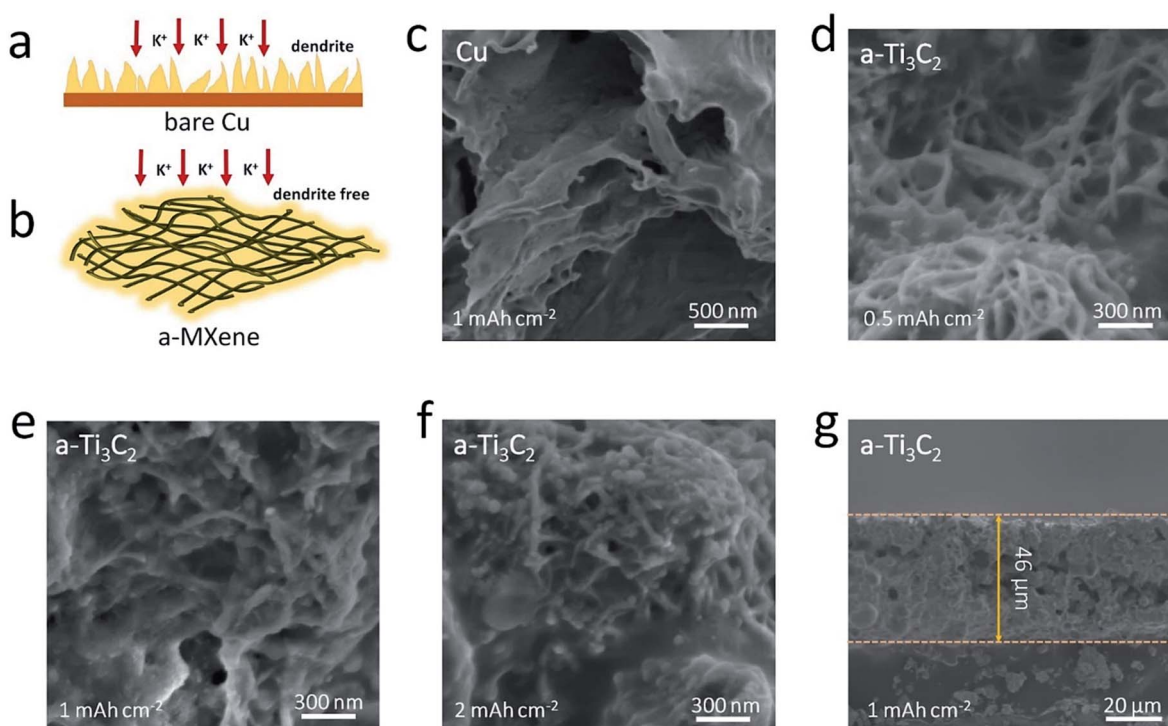 a
K⁺ K⁺ K⁺
dendrite
bare Cu
b
K⁺ K⁺ K⁺
dendrite free
a-MXene
c
Cu
1 mAh cm⁻²
500 nm
d
a-Ti₃C₂
0.5 mAh cm⁻²
300 nm
e
a-Ti₃C₂
1 mAh cm⁻²
300 nm
f
a-Ti₃C₂
2 mAh cm⁻²
300 nm
g
a-Ti₃C₂
46 µm
1 mAh cm⁻²
20 µm